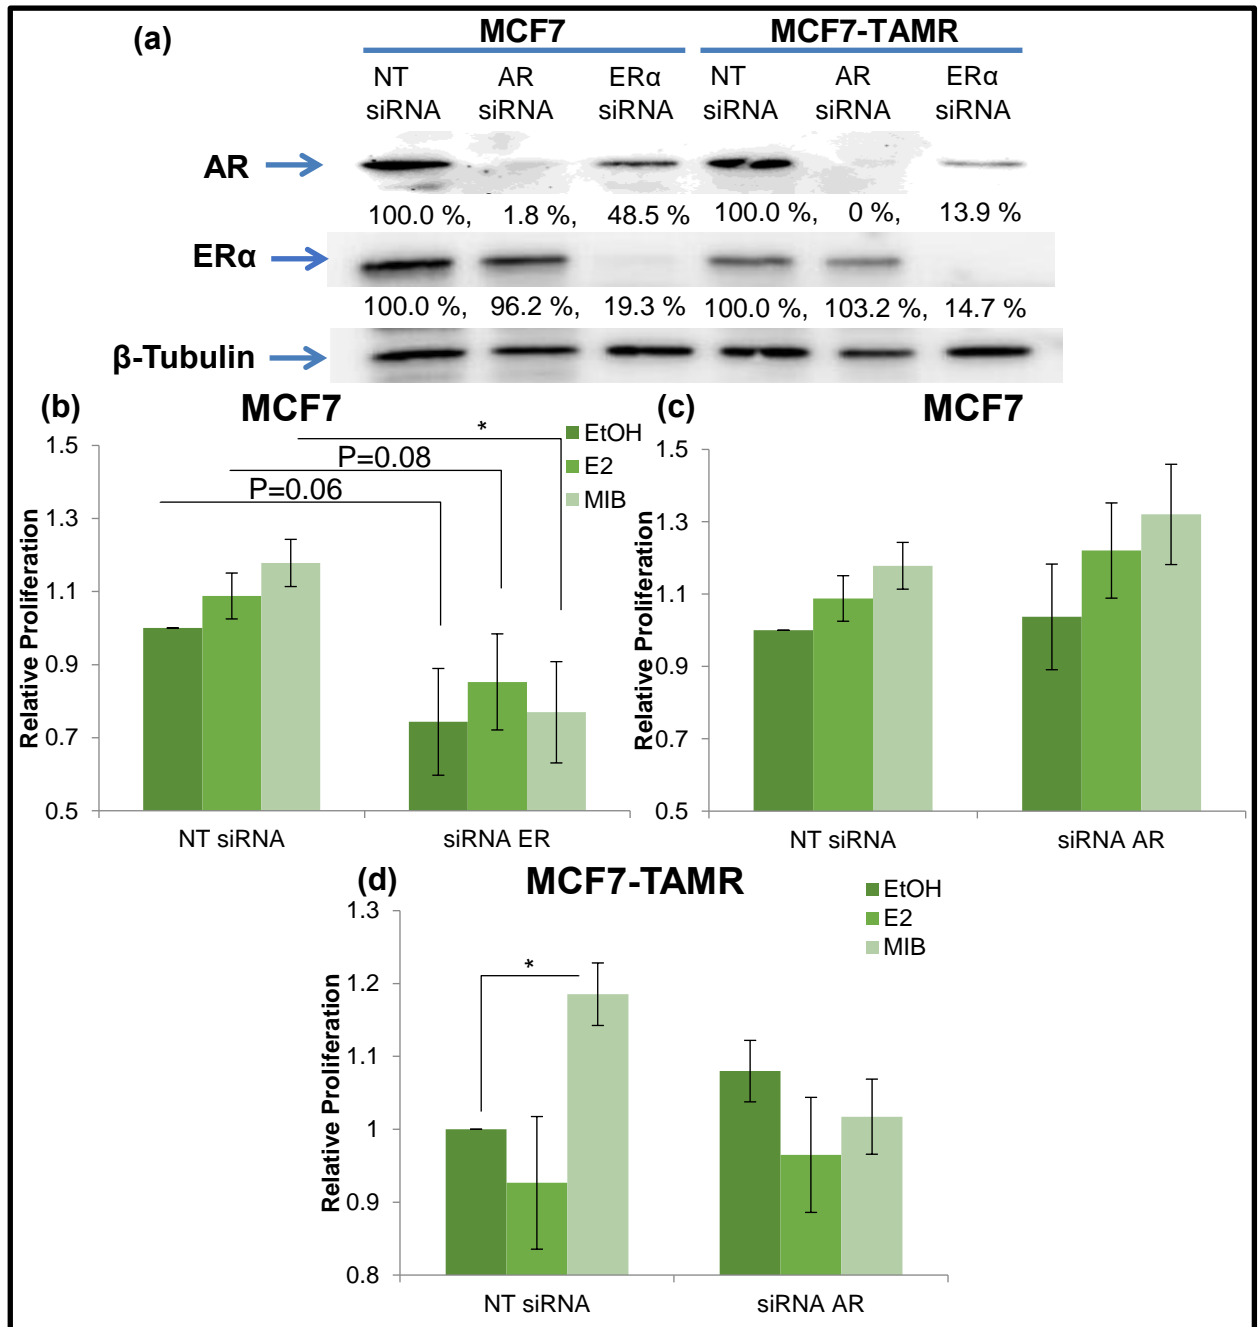 (a) MCF7 MCF7-TAMR
NT AR ERα NT AR ERα
siRNA siRNA siRNA siRNA siRNA siRNA
AR
100.0 %, 1.8 %, 48.5 % 100.0 %, 0 %, 13.9 %
ERα
100.0 %, 96.2 %, 19.3 % 100.0 %, 103.2 %, 14.7 %
β-Tubulin
(b) MCF7
EtOH
E2
MIB
*
P=0.08
P=0.06
Relative Proliferation
1.5
1.3
1.1
0.9
0.7
0.5
NT siRNA siRNA ER
(c) MCF7
Relative Proliferation
1.5
1.3
1.1
0.9
0.7
0.5
NT siRNA siRNA AR
(d) MCF7-TAMR
EtOH
E2
MIB
*
Relative Proliferation
1.3
1.2
1.1
1
0.9
0.8
NT siRNA siRNA AR